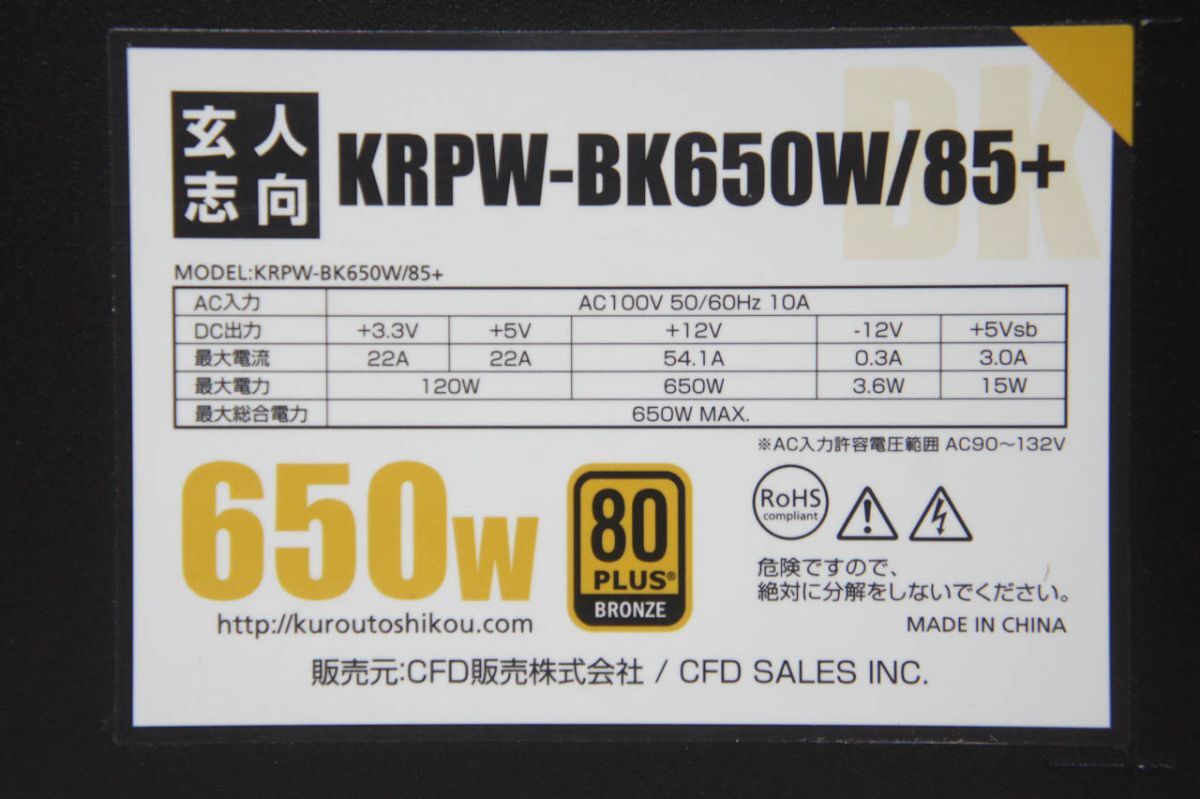 BK
玄人
志向
KRPW-BK650W/85+
MODEL:KRPW-BK650W/85+
AC入力 AC100V 50/60Hz 10A
DC出力 +3.3V +5V +12V -12V +5Vsb
最大電流 22A 22A 54.1A 0.3A 3.0A
最大電力 120W 650W 3.6W 15W
最大総合電力 650W MAX.
※AC入力許容電圧範囲 AC90～132V
650W
80
PLUS®
BRONZE
RoHS
compliant
危険ですので、
絶対に分解をしないでください。
http://kuroutoshikou.com
MADE IN CHINA
販売元:CFD販売株式会社 / CFD SALES INC.